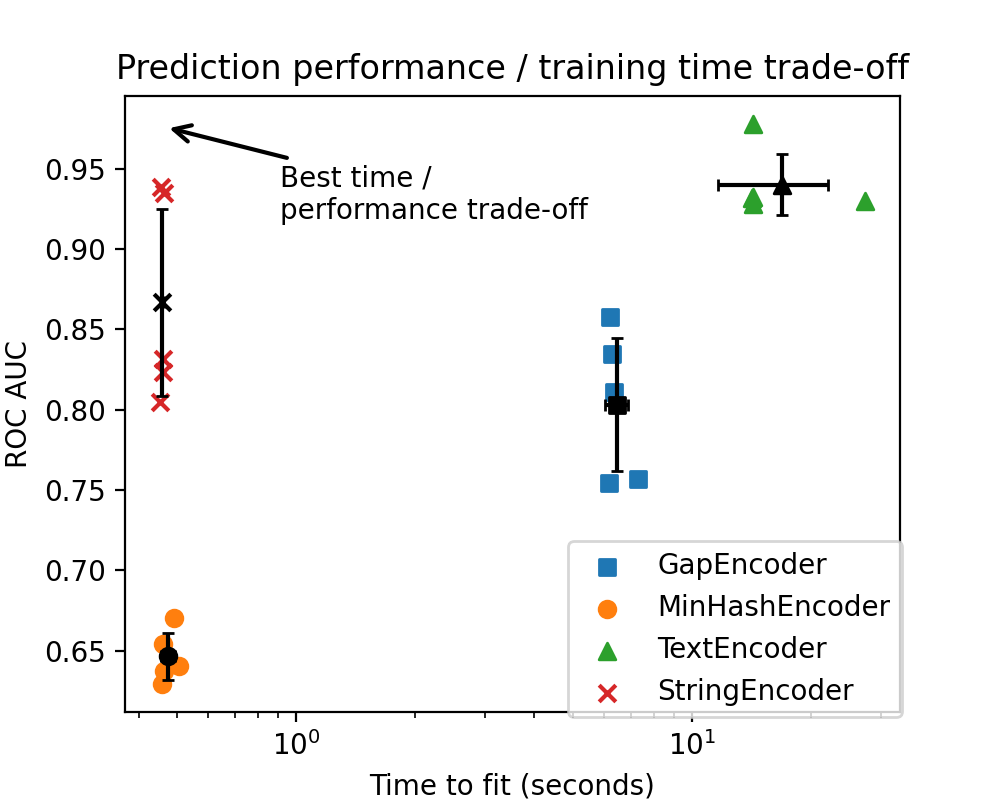 Prediction performance / training time trade-off
Best time /
performance trade-off
ROC AUC
0.95
0.90
0.85
0.80
0.75
0.70
0.65
10⁰
10¹
Time to fit (seconds)
GapEncoder
MinHashEncoder
TextEncoder
StringEncoder